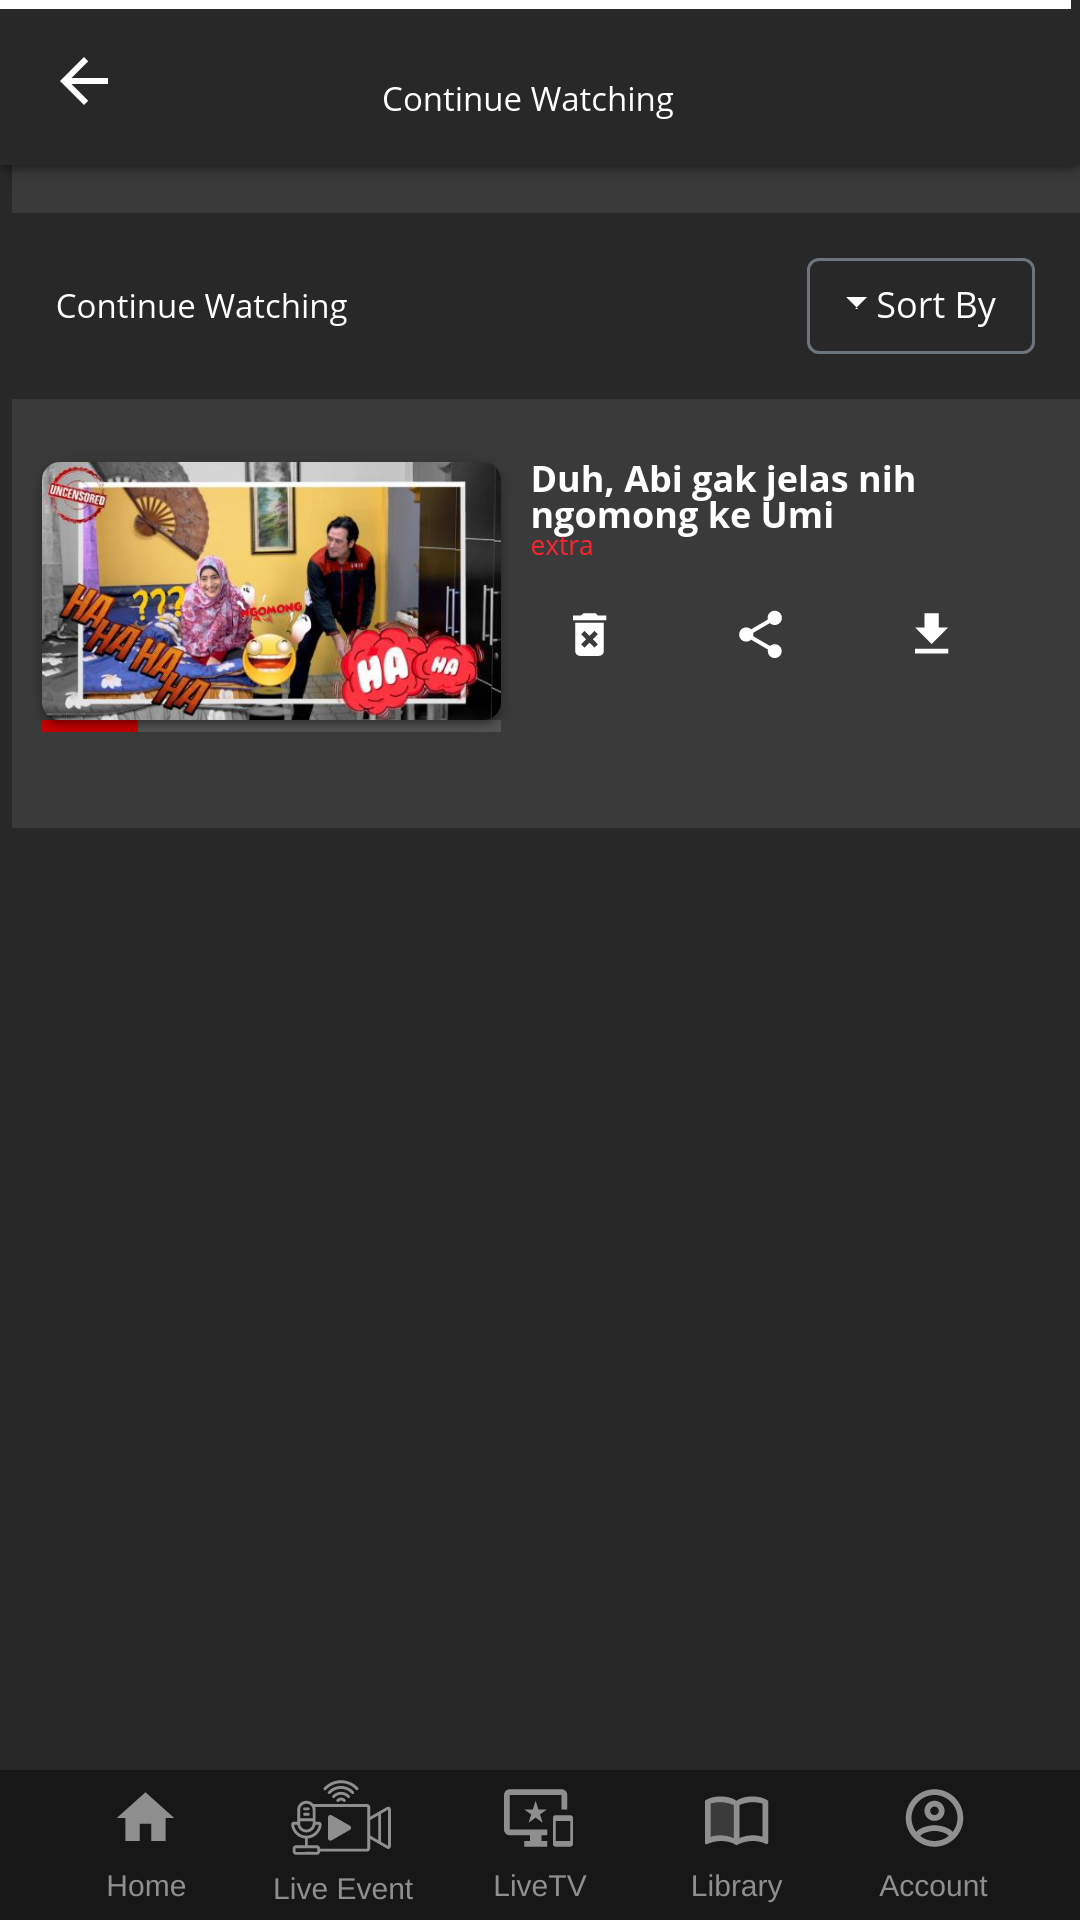 Continue Watching
Continue Watching
Sort By
UNCENSORED
???
NGOMONG
HA
HA HA
HA
HA
HA
Duh, Abi gak jelas nih
ngomong ke Umi
extra
Home
Live Event
LiveTV
Library
Account